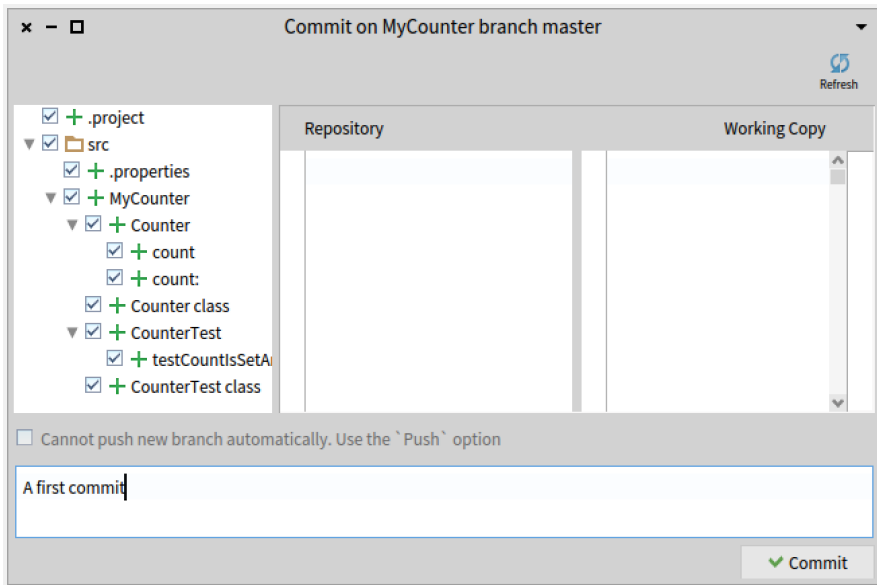 Commit on MyCounter branch master
Refresh
.project
src
.properties
MyCounter
Counter
count
count:
Counter class
CounterTest
testCountIsSetA
CounterTest class
Repository
Working Copy
Cannot push new branch automatically. Use the `Push` option
A first commit
Commit